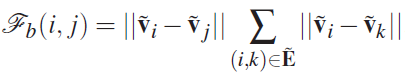 ℱ_b(i, j) = ||ṽ_i − ṽ_j|| ∑_{(i,k)∈Ẽ} ||ṽ_i − ṽ_k||